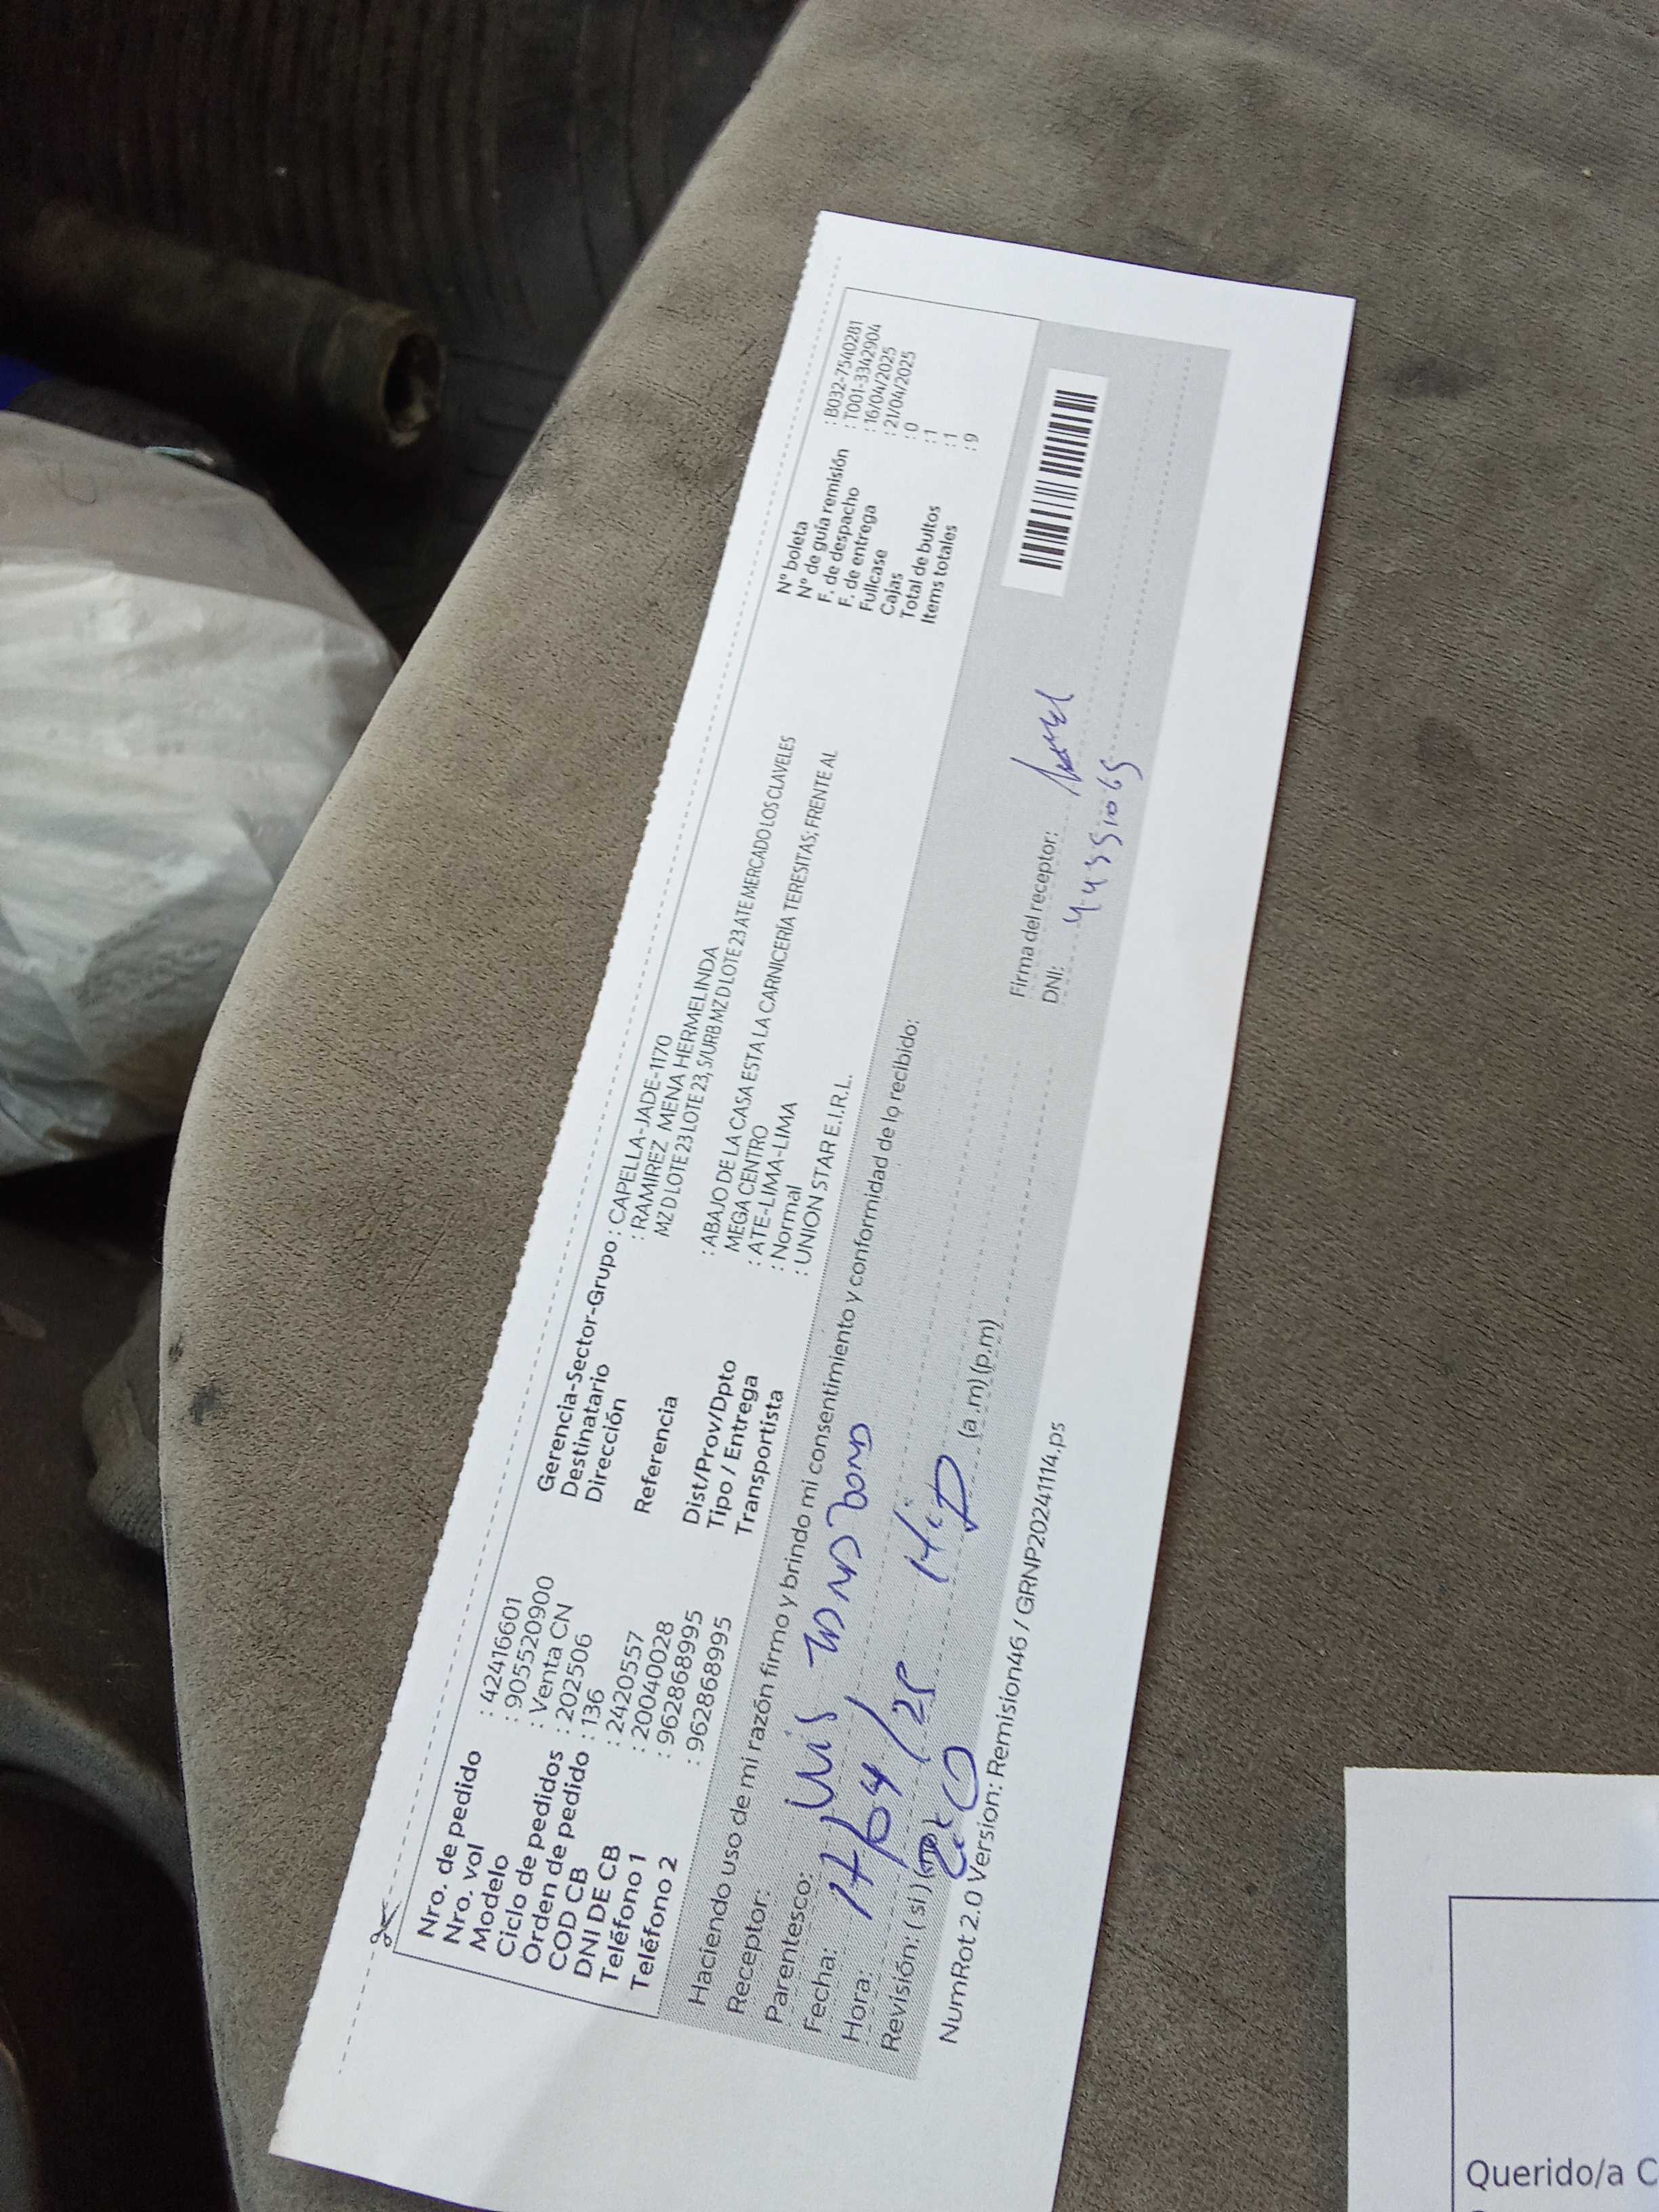 Nro. de pedido : 42416601
Nro. vol : 905520900
Modelo : Venta CN
Ciclo de pedidos : 202506
Orden de pedido : 136
COD CB : 2420557
DNI DE CB : 20040028
Teléfono 1 : 962868995
Teléfono 2 : 962868995
Gerencia-Sector-Grupo : CAPELLA-JADE-1170
Destinatario : RAMIREZ MENA HERMELINDA
Dirección MZ D LOTE 23 LOTE 23, S/URB MZ D LOTE 23 ATE MERCADO LOS CLAVELES
Referencia : ABAJO DE LA CASA ESTA LA CARNICERÍA TERESITAS; FRENTE AL
MEGA CENTRO
Dist/Prov/Dpto : ATE-LIMA-LIMA
Tipo / Entrega : Normal
Transportista : UNION STAR E.I.R.L.
Nº boleta : B032-7540281
Nº de guía remisión : T001-3342904
F. de despacho : 16/04/2025
F. de entrega : 21/04/2025
Fullcase : 0
Cajas : 1
Total de bultos : 1
Items totales : 9
Haciendo uso de mi razón firmo y brindo mi consentimiento y conformidad de lo recibido:
Receptor: Luis
Parentesco:
Fecha: 17/04/25
Hora: (a.m) (p.m)
Revisión: (si)
Firma del receptor:
DNI: 44551065
NumRot 2.0 Version: Remision46 / GRNP20241114.ps
Querido/a C